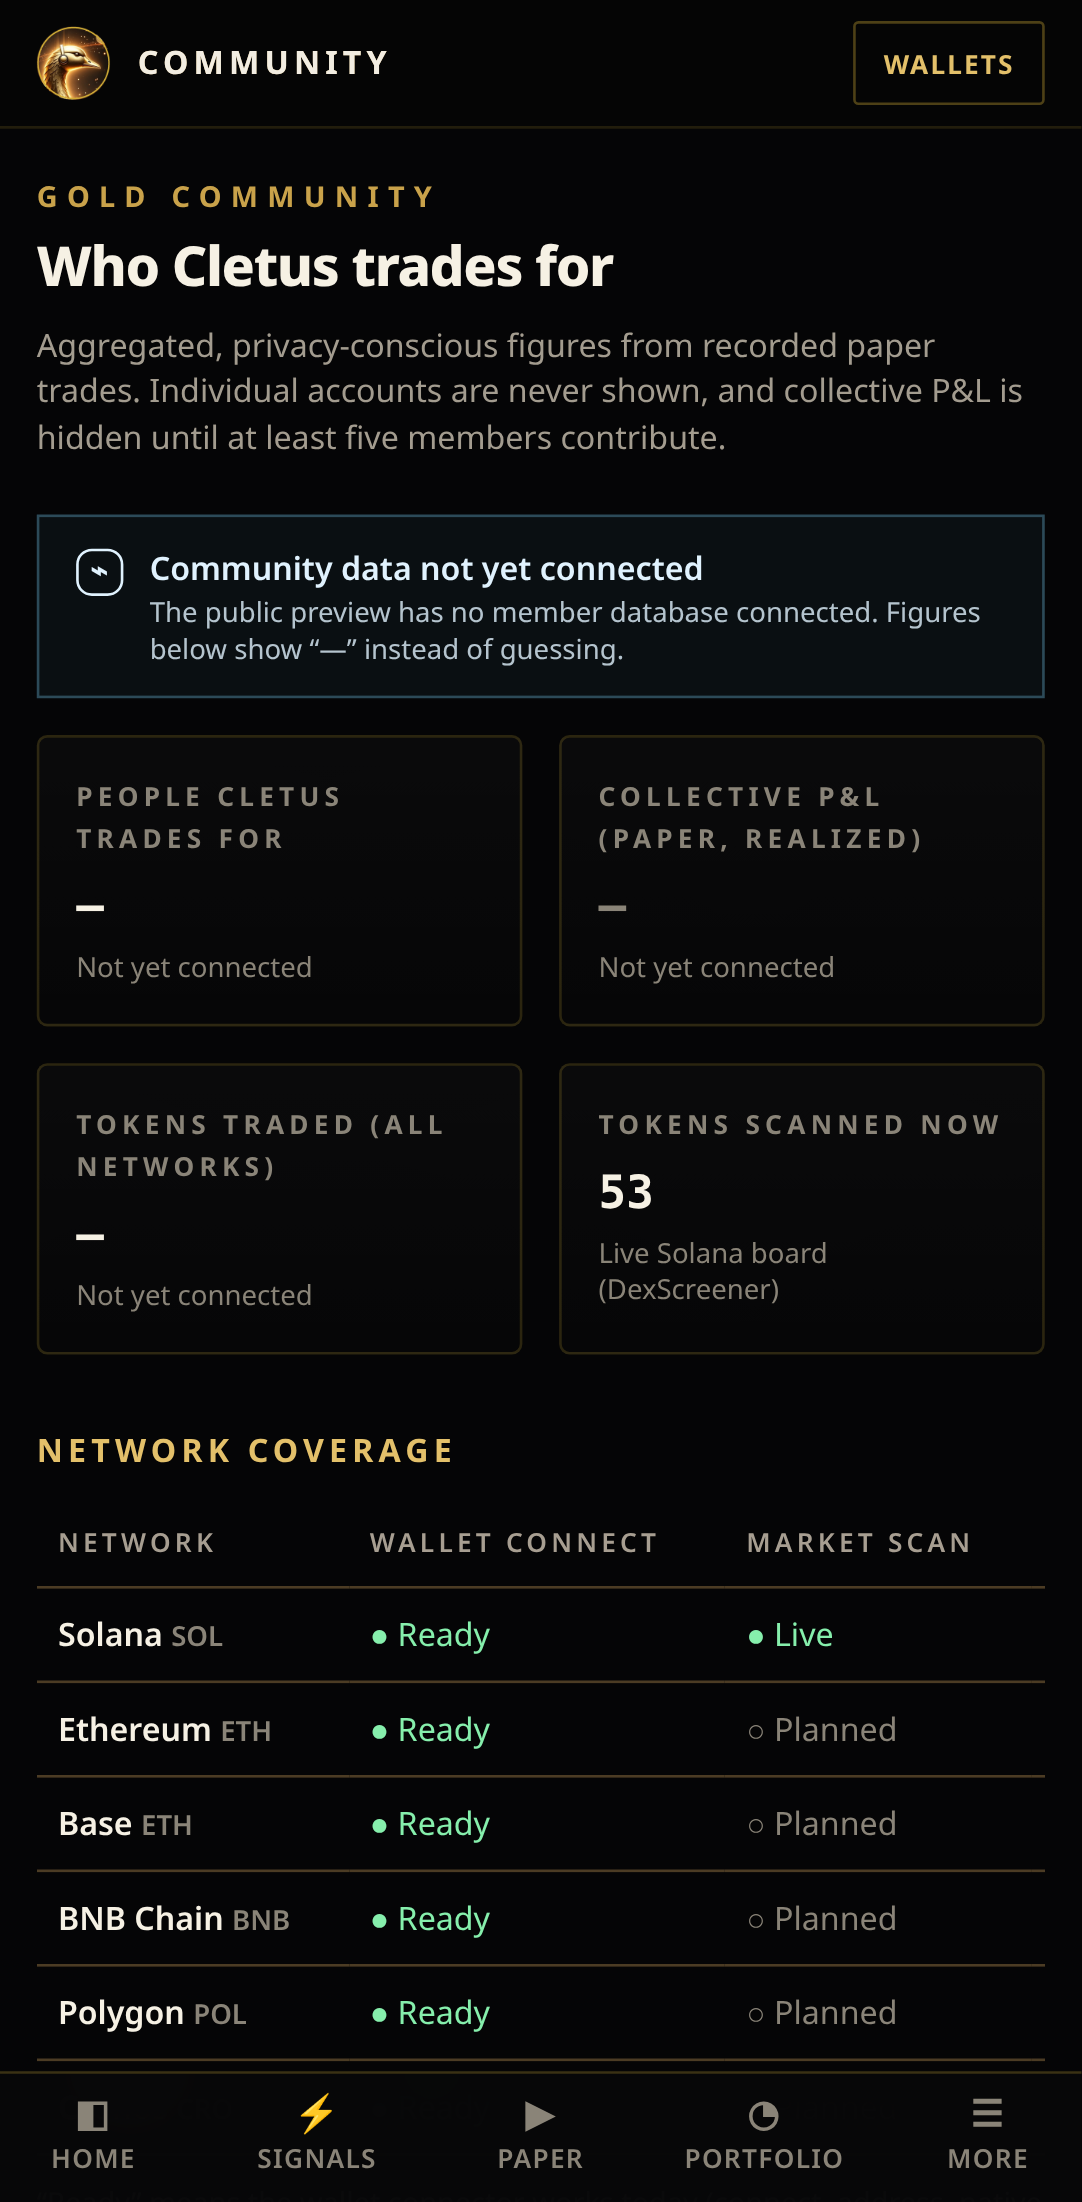 COMMUNITY
WALLETS
GOLD COMMUNITY
Who Cletus trades for
Aggregated, privacy-conscious figures from recorded paper
trades. Individual accounts are never shown, and collective P&L is
hidden until at least five members contribute.
Community data not yet connected
The public preview has no member database connected. Figures
below show “—” instead of guessing.
PEOPLE CLETUS
TRADES FOR
—
Not yet connected
COLLECTIVE P&L
(PAPER, REALIZED)
—
Not yet connected
TOKENS TRADED (ALL
NETWORKS)
—
Not yet connected
TOKENS SCANNED NOW
53
Live Solana board
(DexScreener)
NETWORK COVERAGE
NETWORK WALLET CONNECT MARKET SCAN
Solana SOL ● Ready ● Live
Ethereum ETH ● Ready ○ Planned
Base ETH ● Ready ○ Planned
BNB Chain BNB ● Ready ○ Planned
Polygon POL ● Ready ○ Planned
HOME SIGNALS PAPER PORTFOLIO MORE